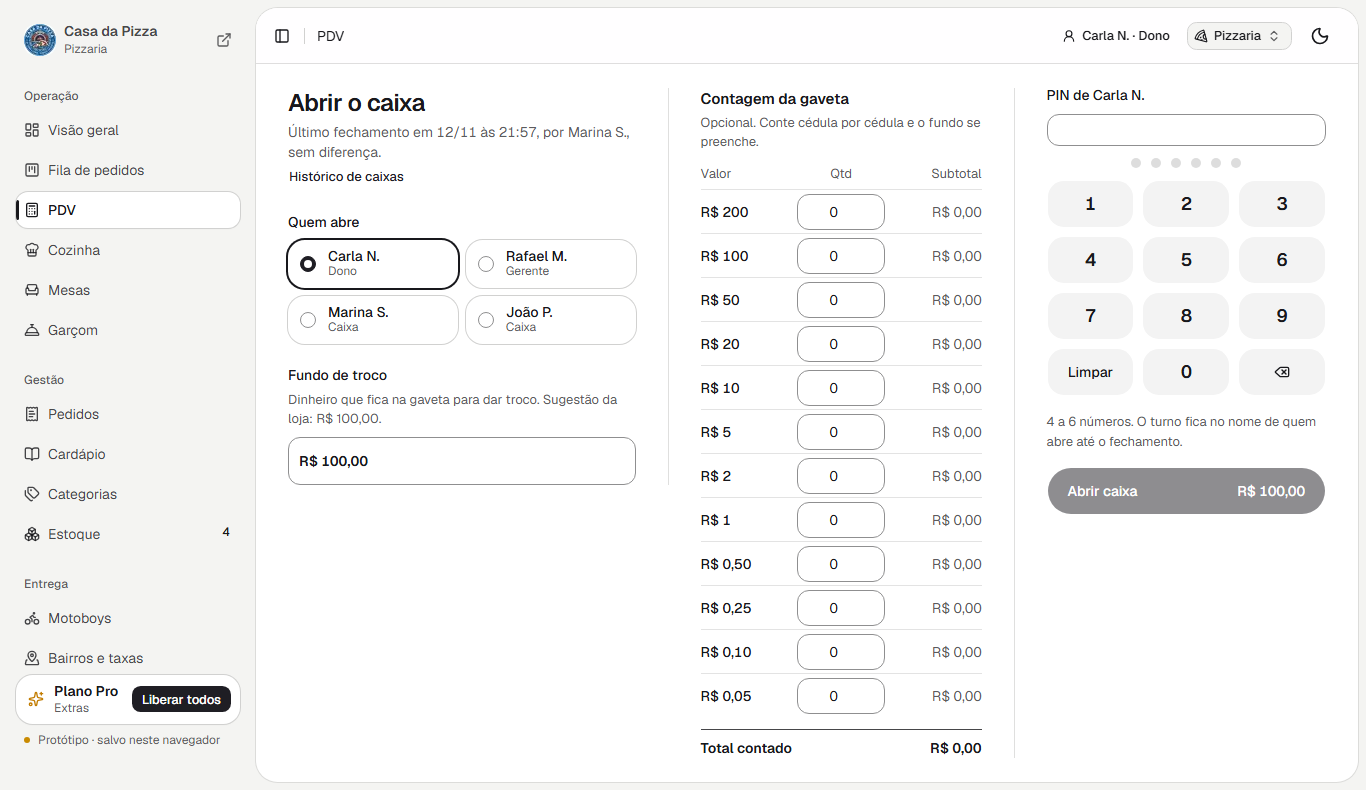 Casa da Pizza
Pizzaria
Operação
Visão geral
Fila de pedidos
PDV
Cozinha
Mesas
Garçom
Gestão
Pedidos
Cardápio
Categorias
Estoque 4
Entrega
Motoboys
Bairros e taxas
Plano Pro
Extras
Liberar todos
Protótipo · salvo neste navegador
PDV
Carla N. · Dono
Pizzaria
Abrir o caixa
Último fechamento em 12/11 às 21:57, por Marina S.,
sem diferença.
Histórico de caixas
Quem abre
Carla N.
Dono
Rafael M.
Gerente
Marina S.
Caixa
João P.
Caixa
Fundo de troco
Dinheiro que fica na gaveta para dar troco. Sugestão da
loja: R$ 100,00.
R$ 100,00
Contagem da gaveta
Opcional. Conte cédula por cédula e o fundo se
preenche.
Valor Qtd Subtotal
R$ 200 0 R$ 0,00
R$ 100 0 R$ 0,00
R$ 50 0 R$ 0,00
R$ 20 0 R$ 0,00
R$ 10 0 R$ 0,00
R$ 5 0 R$ 0,00
R$ 2 0 R$ 0,00
R$ 1 0 R$ 0,00
R$ 0,50 0 R$ 0,00
R$ 0,25 0 R$ 0,00
R$ 0,10 0 R$ 0,00
R$ 0,05 0 R$ 0,00
Total contado R$ 0,00
PIN de Carla N.
1 2 3
4 5 6
7 8 9
Limpar 0
4 a 6 números. O turno fica no nome de quem
abre até o fechamento.
Abrir caixa R$ 100,00